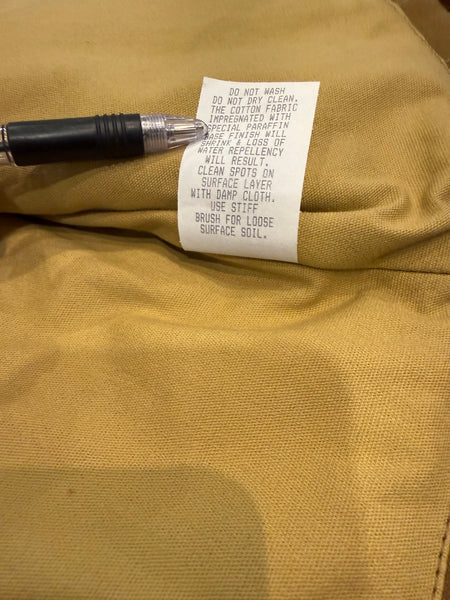 DO NOT WASH
DO NOT DRY CLEAN.
THE COTTON FABRIC
IMPRESNATED WITH
SPECIAL PARAFFIN
BASE FINISH WILL
SHRINK & LOSS OF
WATER REPELLENCY
WILL RESULT.
CLEAN SPOTS ON
SURFACE LAYER
WITH DAMP CLOTH.
USE STIFF
BRUSH FOR LOOSE
SURFACE SOIL.